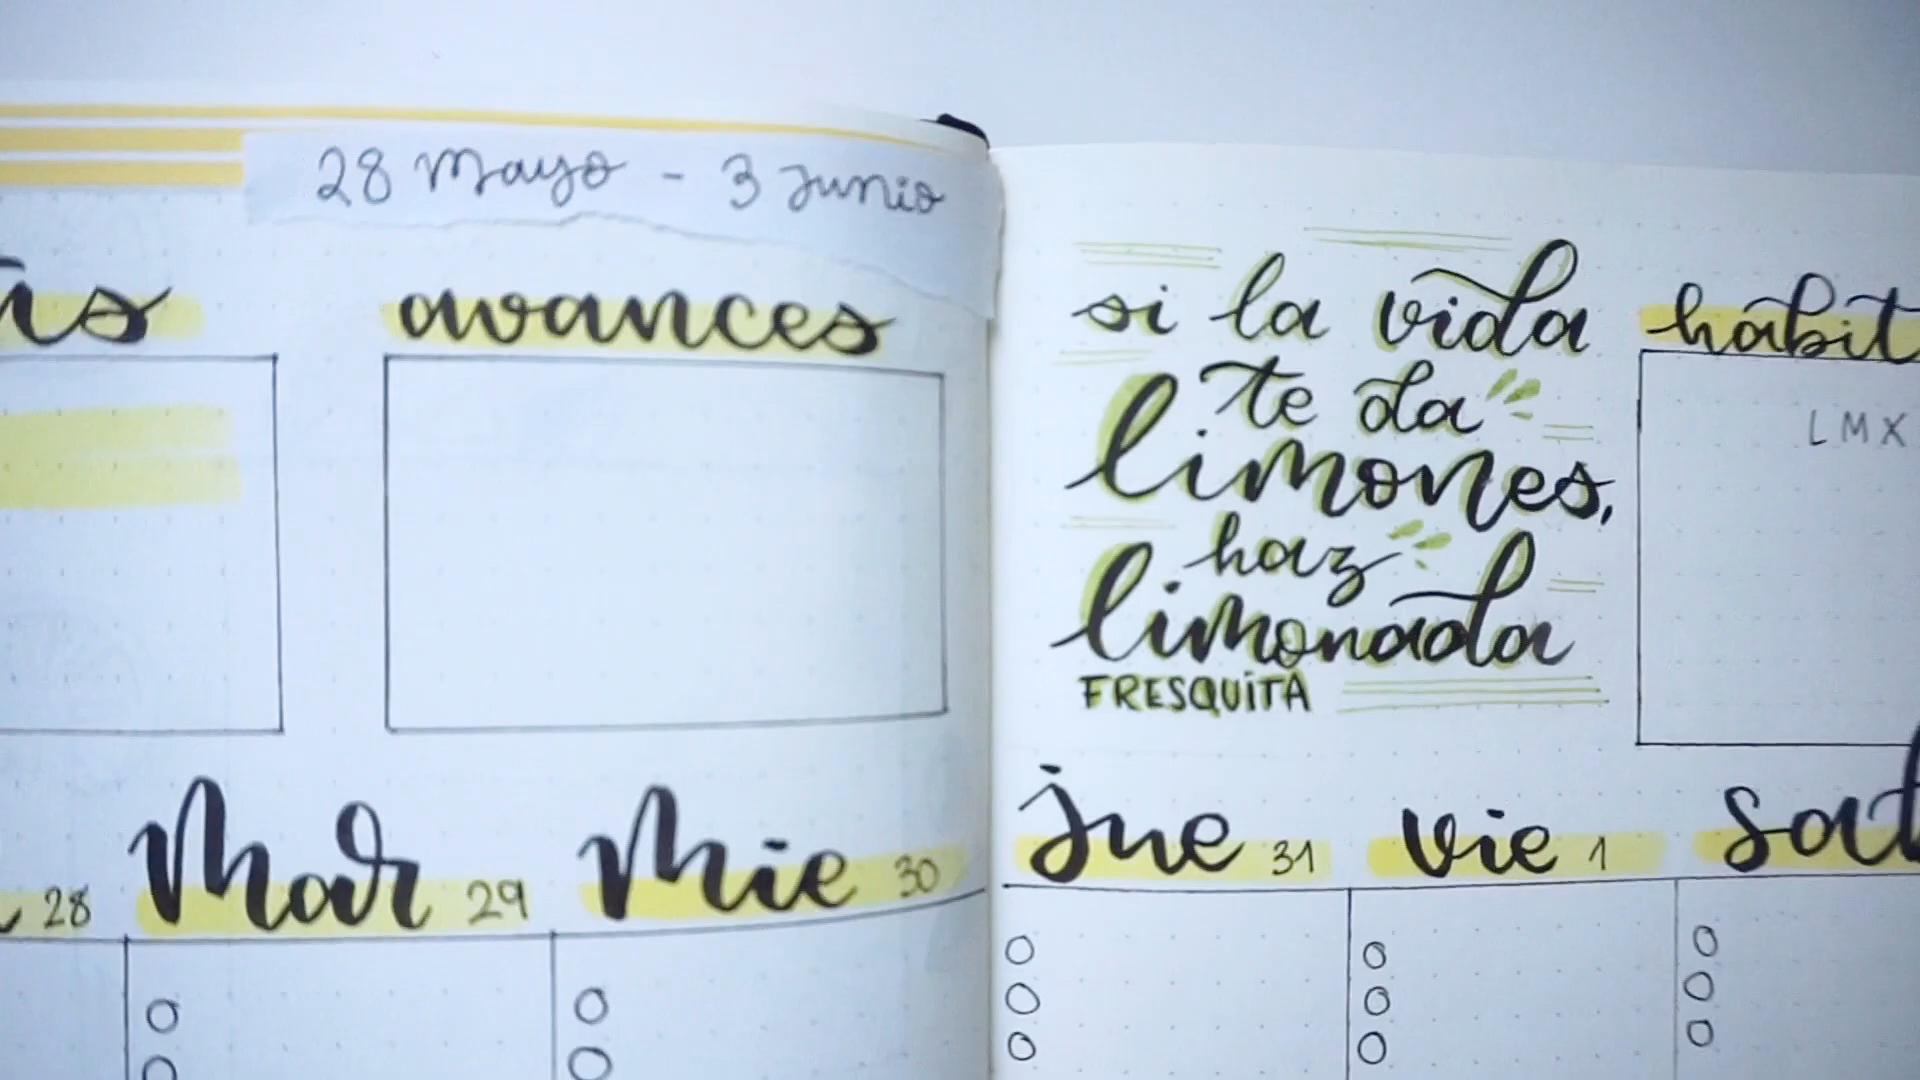 28 Mayo - 3 Junio
avances
si la vida
te da
limones,
haz
limonada
FRESQUiTA
habit
L M X
28
Mar 29
Mie 30
jue 31
vie 1